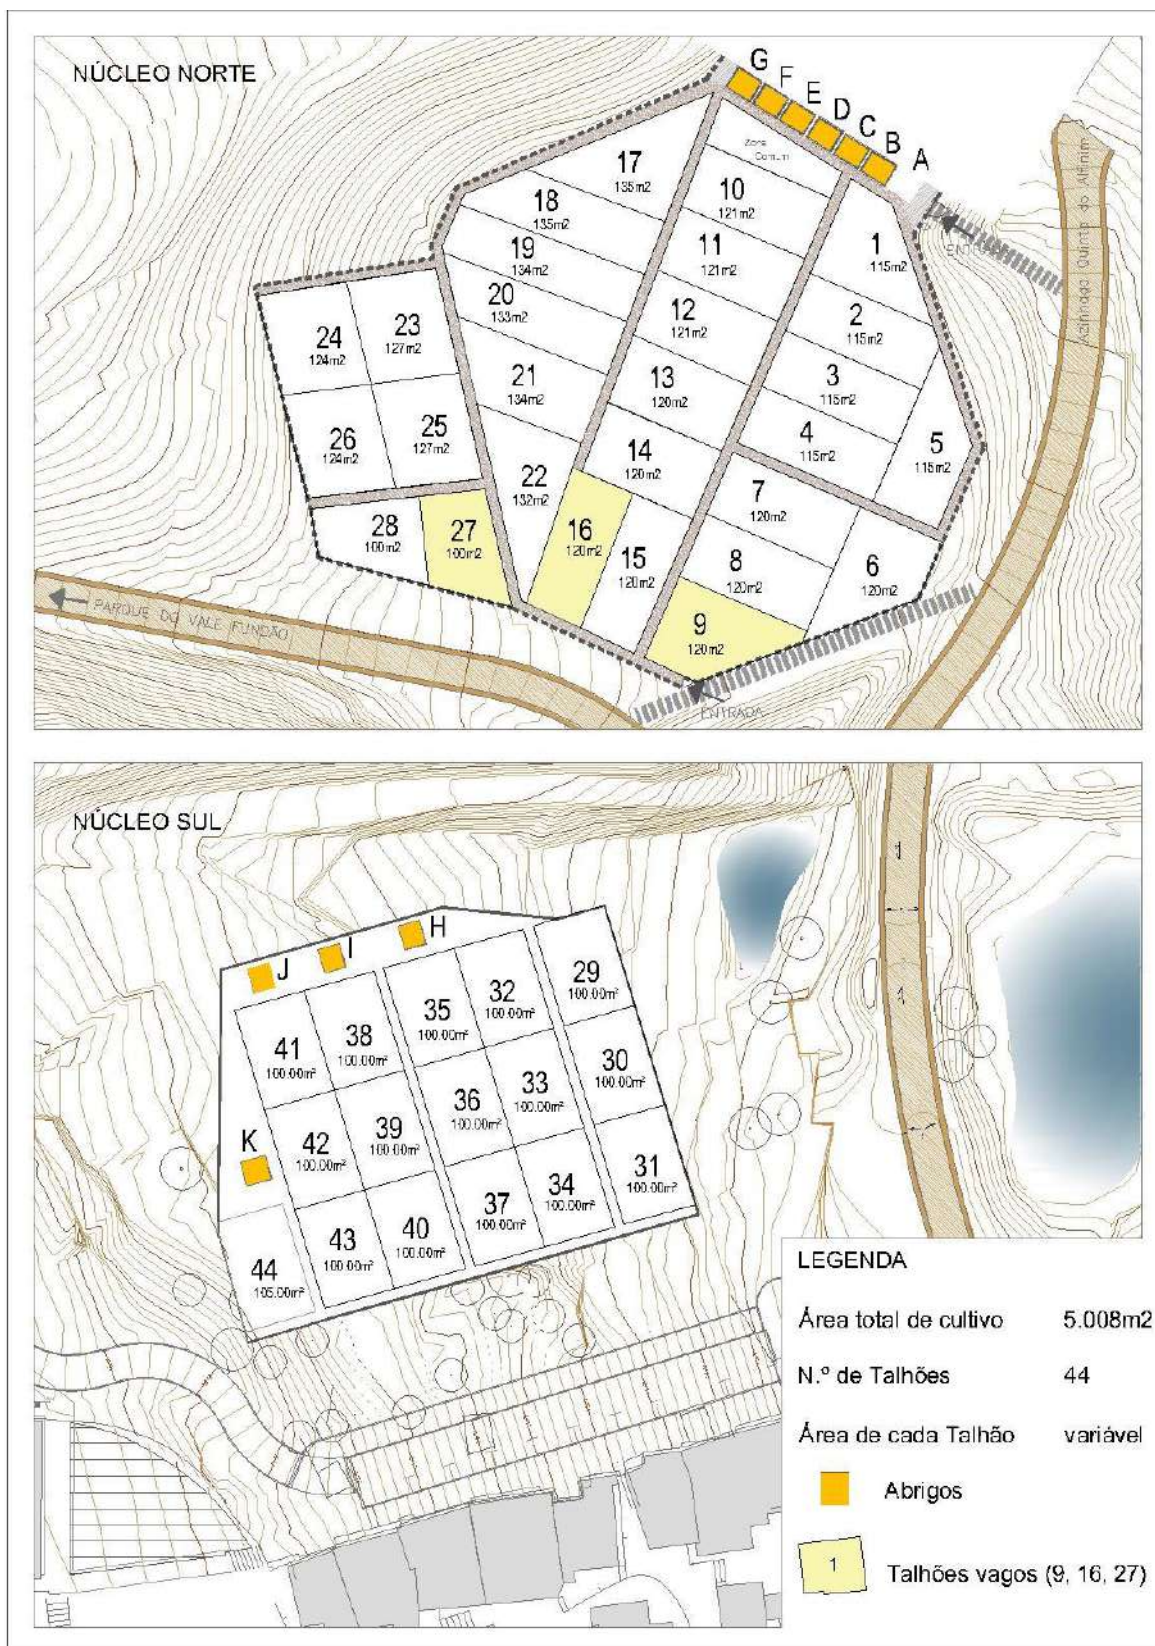 NÚCLEO NORTE
G
F
E
D
C
B
A
Zona
Comum
17
135m2
18
135m2
19
134m2
20
133m2
21
134m2
22
132m2
10
121m2
11
121m2
12
121m2
13
120m2
14
120m2
16
120m2
15
120m2
1
115m2
2
115m2
3
115m2
4
115m2
5
115m2
7
120m2
8
120m2
6
120m2
9
120m2
24
124m2
23
127m2
26
124m2
25
127m2
28
100m2
27
100m2
Azinhaga Quinta do Alfinim
PARQUE DO VALE FUNDÃO
ENTRADA
NÚCLEO SUL
H
I
J
K
29
100.00m²
32
100.00m²
35
100.00m²
38
100.00m²
41
100.00m²
30
100.00m²
33
100.00m²
36
100.00m²
39
100.00m²
42
100.00m²
31
100.00m²
34
100.00m²
37
100.00m²
40
100.00m²
43
100.00m²
44
105.00m²
LEGENDA
Área total de cultivo 5.008m2
N.º de Talhões 44
Área de cada Talhão variável
Abrigos
1
Talhões vagos (9, 16, 27)